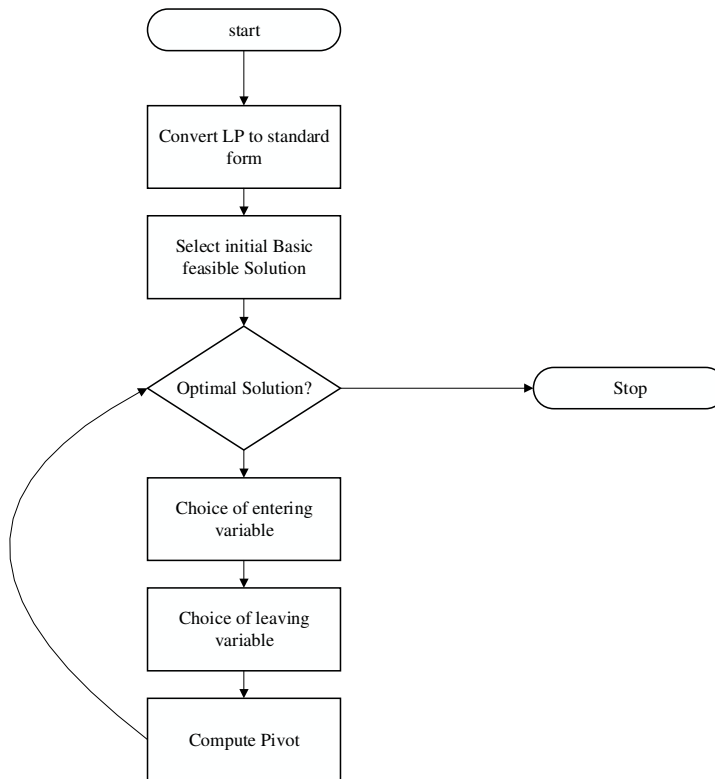 start
Convert LP to standard
form
Select initial Basic
feasible Solution
Optimal Solution?
Stop
Choice of entering
variable
Choice of leaving
variable
Compute Pivot